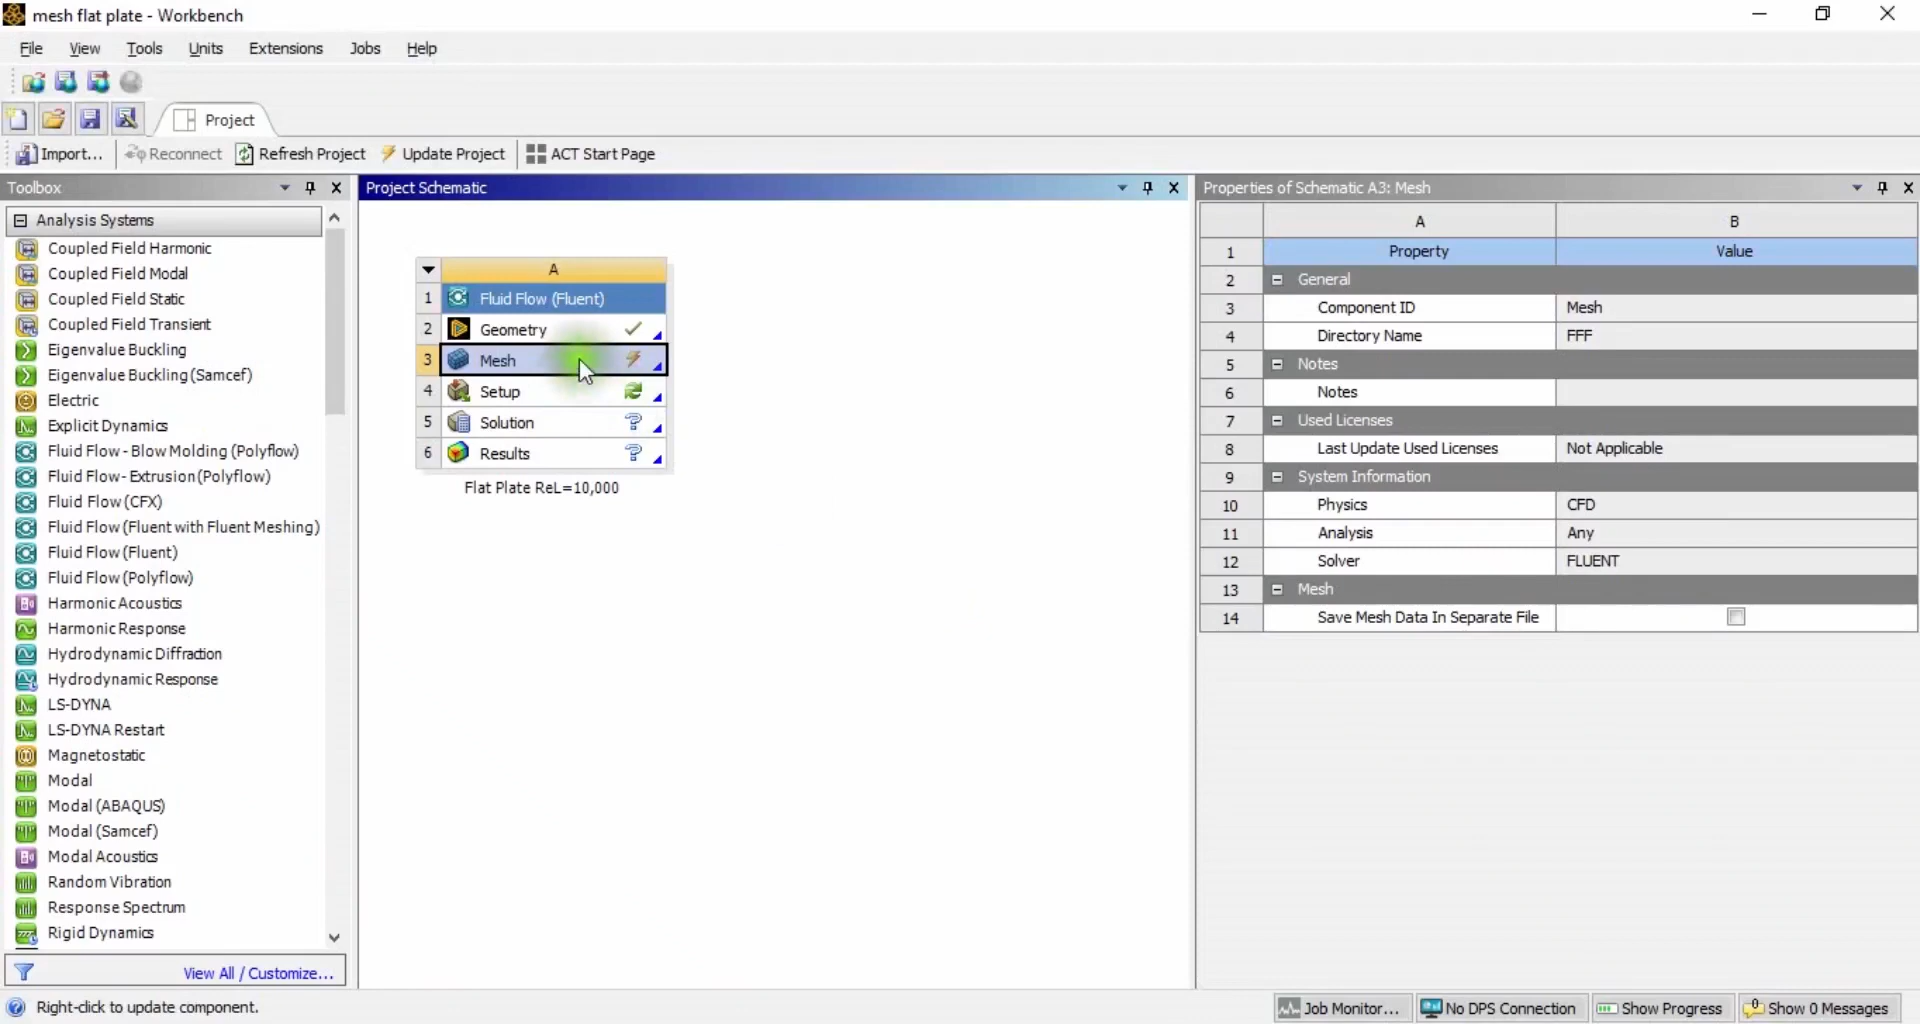 mesh flat plate - Workbench
File View Tools Units Extensions Jobs Help
Project
Import... Reconnect Refresh Project Update Project ACT Start Page
Toolbox
Analysis Systems
Coupled Field Harmonic
Coupled Field Modal
Coupled Field Static
Coupled Field Transient
Eigenvalue Buckling
Eigenvalue Buckling (Samcef)
Electric
Explicit Dynamics
Fluid Flow - Blow Molding (Polyflow)
Fluid Flow- Extrusion (Polyflow)
Fluid Flow (CFX)
Fluid Flow (Fluent with Fluent Meshing)
Fluid Flow (Fluent)
Fluid Flow (Polyflow)
Harmonic Acoustics
Harmonic Response
Hydrodynamic Diffraction
Hydrodynamic Response
LS-DYNA
LS-DYNA Restart
Magnetostatic
Modal
Modal (ABAQUS)
Modal (Samcef)
Modal Acoustics
Random Vibration
Response Spectrum
Rigid Dynamics
View All / Customize...
Project Schematic
A
1 Fluid Flow (Fluent)
2 Geometry
3 Mesh
4 Setup
5 Solution ?
6 Results ?
Flat Plate ReL=10,000
Properties of Schematic A3: Mesh
A B
1 Property Value
2 General
3 Component ID Mesh
4 Directory Name FFF
5 Notes
6 Notes
7 Used Licenses
8 Last Update Used Licenses Not Applicable
9 System Information
10 Physics CFD
11 Analysis Any
12 Solver FLUENT
13 Mesh
14 Save Mesh Data In Separate File
Right-click to update component.
Job Monitor... No DPS Connection Show Progress 0 Show 0 Messages